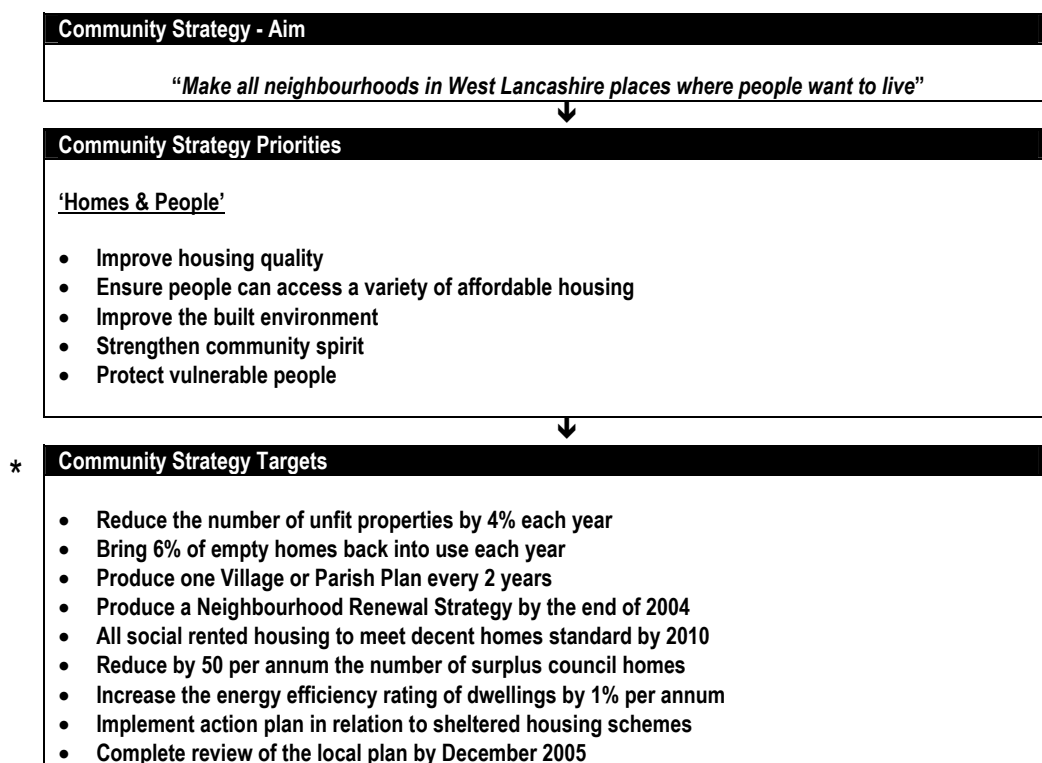 Community Strategy - Aim
“Make all neighbourhoods in West Lancashire places where people want to live”
Community Strategy Priorities
‘Homes & People’
• Improve housing quality
• Ensure people can access a variety of affordable housing
• Improve the built environment
• Strengthen community spirit
• Protect vulnerable people
* Community Strategy Targets
• Reduce the number of unfit properties by 4% each year
• Bring 6% of empty homes back into use each year
• Produce one Village or Parish Plan every 2 years
• Produce a Neighbourhood Renewal Strategy by the end of 2004
• All social rented housing to meet decent homes standard by 2010
• Reduce by 50 per annum the number of surplus council homes
• Increase the energy efficiency rating of dwellings by 1% per annum
• Implement action plan in relation to sheltered housing schemes
• Complete review of the local plan by December 2005